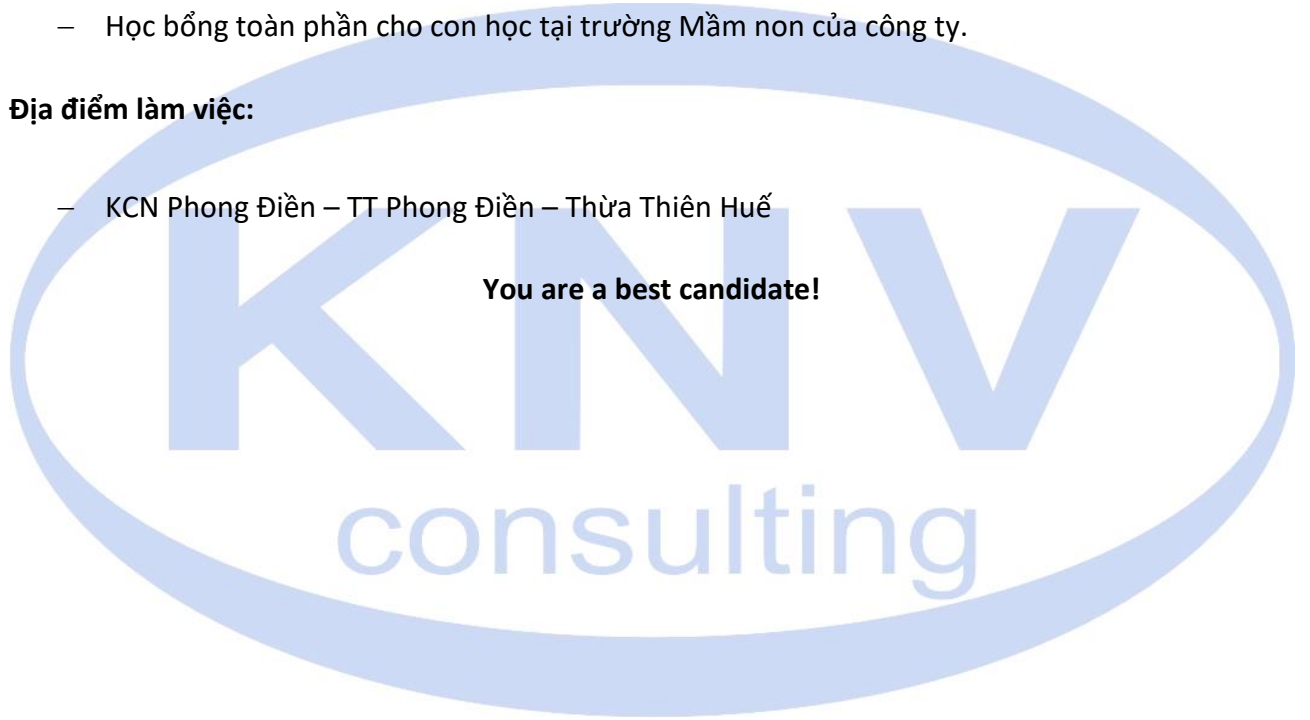 – Học bổng toàn phần cho con học tại trường Mầm non của công ty.
Địa điểm làm việc:
– KCN Phong Điền – TT Phong Điền – Thừa Thiên Huế
You are a best candidate!
KNV
consulting